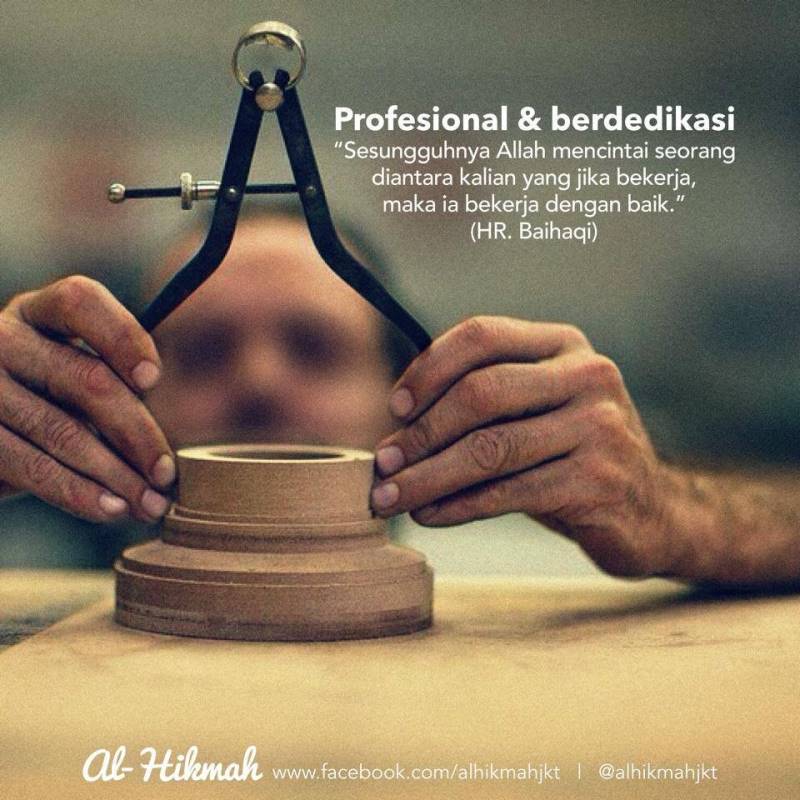 Profesional & berdedikasi
“Sesungguhnya Allah mencintai seorang
diantara kalian yang jika bekerja,
maka ia bekerja dengan baik.”
(HR. Baihaqi)
Al-Hikmah www.facebook.com/alhikmahjkt | @alhikmahjkt